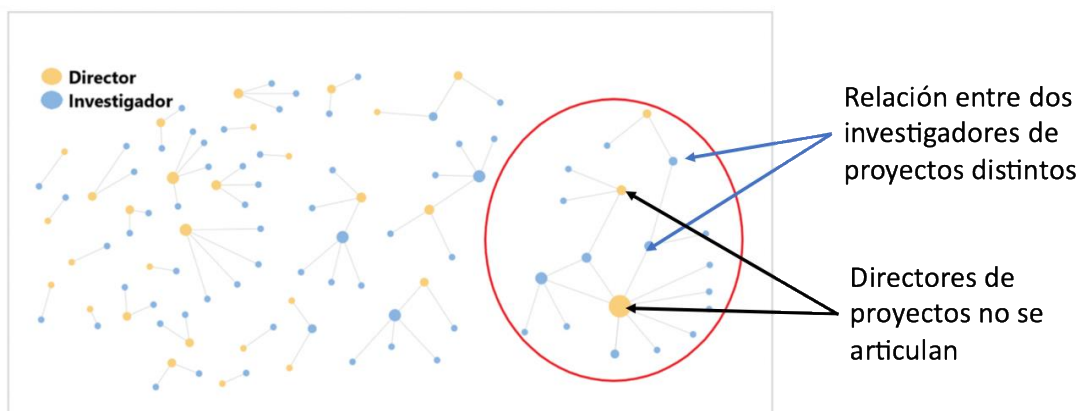 Director
Investigador
Relación entre dos
investigadores de
proyectos distintos
Directores de
proyectos no se
articulan